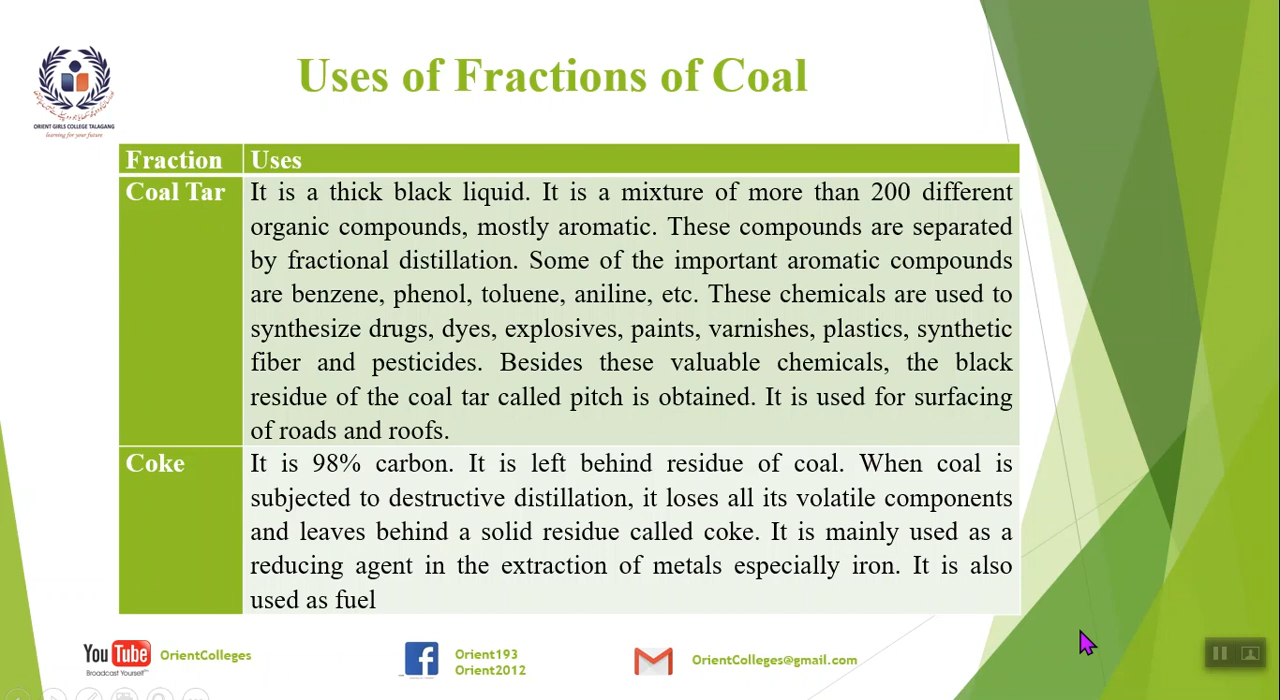 Uses of Fractions of Coal
ORIENT GIRLS COLLEGE TALAGANG
learning for your future
Fraction Uses
Coal Tar It is a thick black liquid. It is a mixture of more than 200 different
organic compounds, mostly aromatic. These compounds are separated
by fractional distillation. Some of the important aromatic compounds
are benzene, phenol, toluene, aniline, etc. These chemicals are used to
synthesize drugs, dyes, explosives, paints, varnishes, plastics, synthetic
fiber and pesticides. Besides these valuable chemicals, the black
residue of the coal tar called pitch is obtained. It is used for surfacing
of roads and roofs.
Coke It is 98% carbon. It is left behind residue of coal. When coal is
subjected to destructive distillation, it loses all its volatile components
and leaves behind a solid residue called coke. It is mainly used as a
reducing agent in the extraction of metals especially iron. It is also
used as fuel
YouTube OrientColleges
Broadcast Yourself
Orient193
Orient2012
OrientColleges@gmail.com